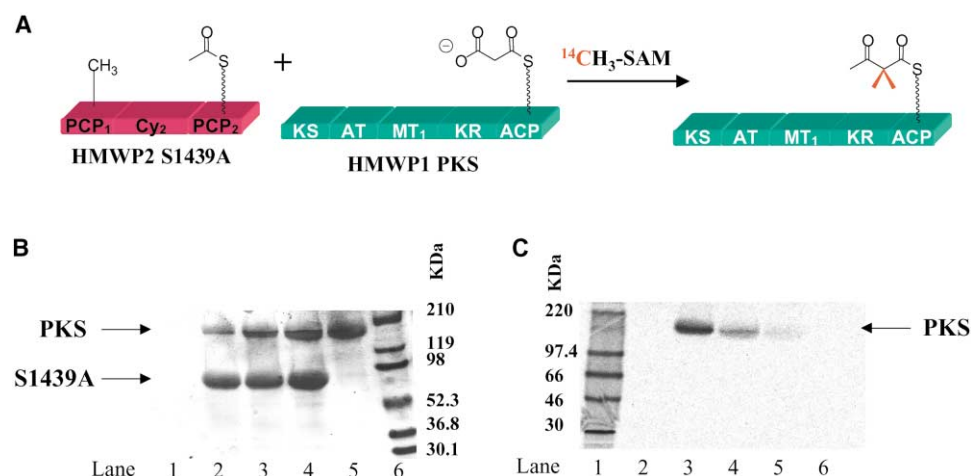 A
CH₃
S
+
⊖
O O
O
S
¹⁴CH₃-SAM
O O
S
PCP₁ Cy₂ PCP₂
HMWP2 S1439A
KS AT MT₁ KR ACP
HMWP1 PKS
KS AT MT₁ KR ACP
B
KDa
PKS
S1439A
210
119
98
52.3
36.8
30.1
Lane 1 2 3 4 5 6
C
KDa
220
97.4
66
46
30
PKS
Lane 1 2 3 4 5 6